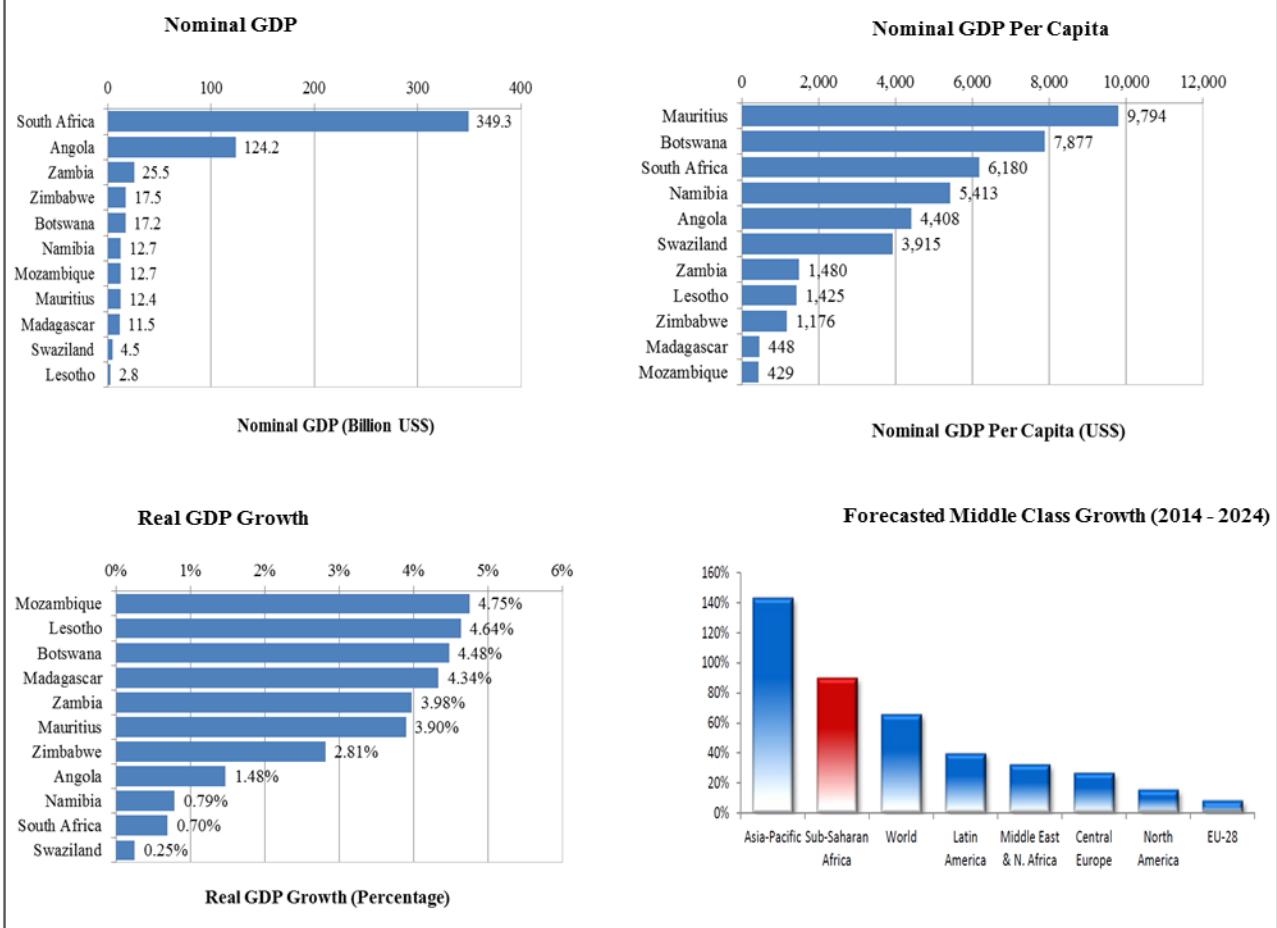 Nominal GDP
0 100 200 300 400
South Africa 349.3
Angola 124.2
Zambia 25.5
Zimbabwe 17.5
Botswana 17.2
Namibia 12.7
Mozambique 12.7
Mauritius 12.4
Madagascar 11.5
Swaziland 4.5
Lesotho 2.8
Nominal GDP (Billion US$)
Nominal GDP Per Capita
0 2,000 4,000 6,000 8,000 10,000 12,000
Mauritius 9,794
Botswana 7,877
South Africa 6,180
Namibia 5,413
Angola 4,408
Swaziland 3,915
Zambia 1,480
Lesotho 1,425
Zimbabwe 1,176
Madagascar 448
Mozambique 429
Nominal GDP Per Capita (US$)
Real GDP Growth
0% 1% 2% 3% 4% 5% 6%
Mozambique 4.75%
Lesotho 4.64%
Botswana 4.48%
Madagascar 4.34%
Zambia 3.98%
Mauritius 3.90%
Zimbabwe 2.81%
Angola 1.48%
Namibia 0.79%
South Africa 0.70%
Swaziland 0.25%
Real GDP Growth (Percentage)
Forecasted Middle Class Growth (2014 - 2024)
160%
140%
120%
100%
80%
60%
40%
20%
0%
Asia-Pacific Sub-Saharan World Latin Middle East Central North EU-28
Africa America & N. Africa Europe America